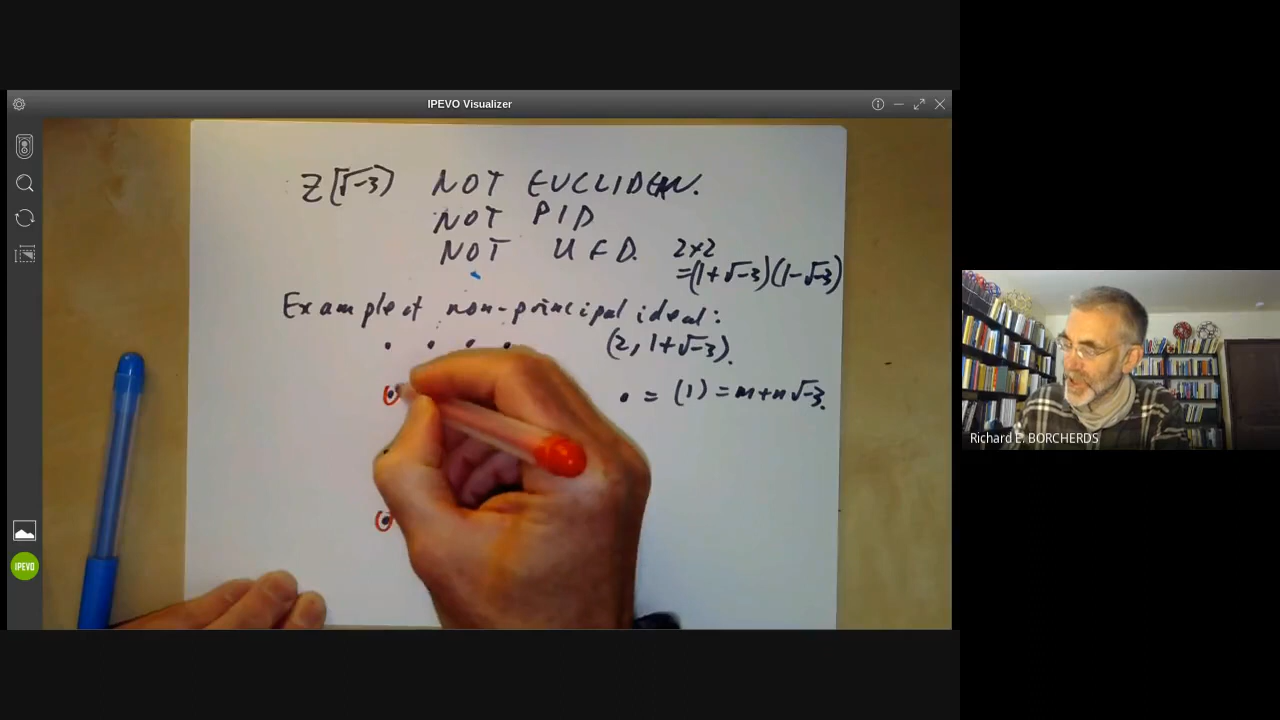 IPEVO Visualizer
Z[√-3] NOT EUCLIDEAN.
NOT PID
NOT UFD. 2×2
=(1+√-3)(1-√-3)
Example of non-principal ideal:
(2, 1+√-3).
• = (1) = m+n√-3.
Richard E. BORCHERDS
IPEVO